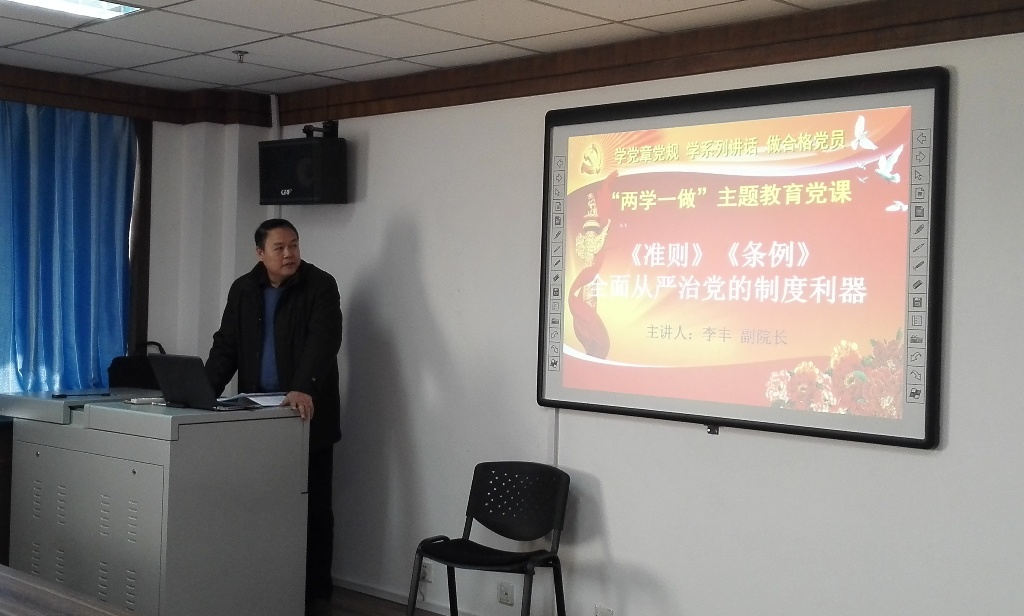 学党章党规 学系列讲话 做合格党员
“两学一做”主题教育党课
《准则》《条例》
全面从严治党的制度利器
主讲人：李丰 副院长